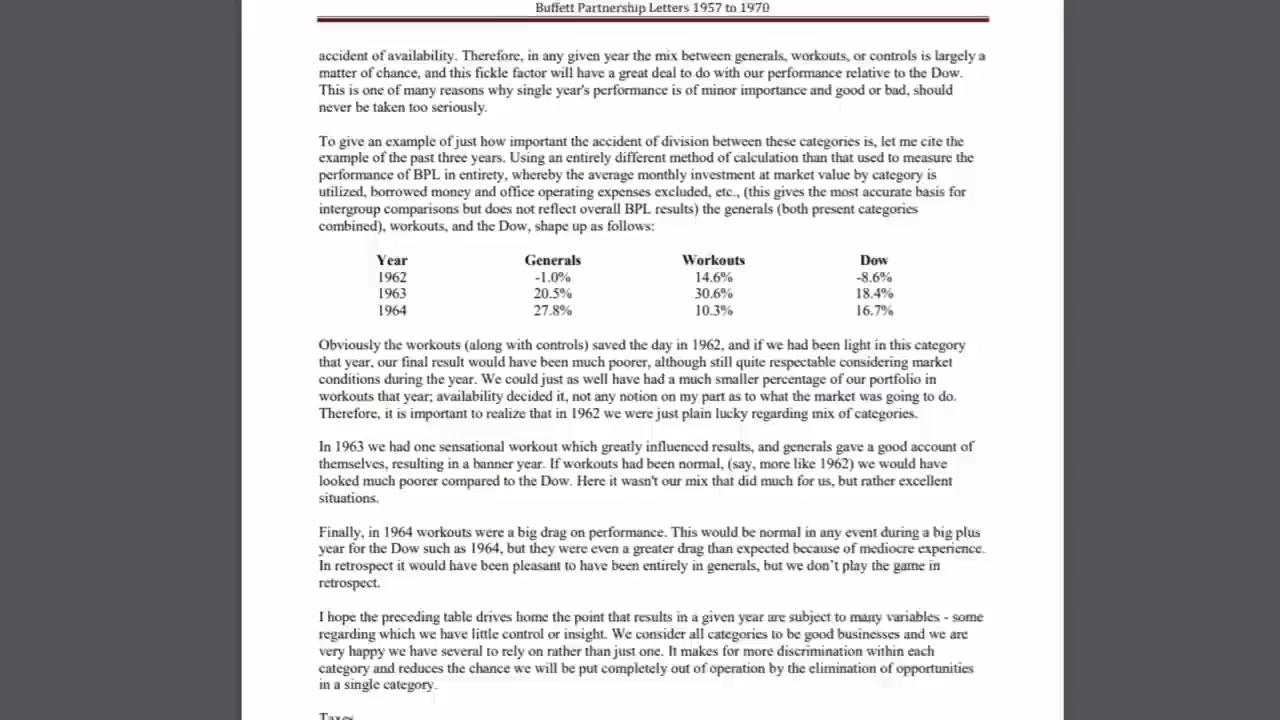 Buffett Partnership Letters 1957 to 1970
accident of availability. Therefore, in any given year the mix between generals, workouts, or controls is largely a
matter of chance, and this fickle factor will have a great deal to do with our performance relative to the Dow.
This is one of many reasons why single year's performance is of minor importance and good or bad, should
never be taken too seriously.
To give an example of just how important the accident of division between these categories is, let me cite the
example of the past three years. Using an entirely different method of calculation than that used to measure the
performance of BPL in entirety, whereby the average monthly investment at market value by category is
utilized, borrowed money and office operating expenses excluded, etc., (this gives the most accurate basis for
intergroup comparisons but does not reflect overall BPL results) the generals (both present categories
combined), workouts, and the Dow, shape up as follows:
Year Generals Workouts Dow
1962 -1.0% 14.6% -8.6%
1963 20.5% 30.6% 18.4%
1964 27.8% 10.3% 16.7%
Obviously the workouts (along with controls) saved the day in 1962, and if we had been light in this category
that year, our final result would have been much poorer, although still quite respectable considering market
conditions during the year. We could just as well have had a much smaller percentage of our portfolio in
workouts that year; availability decided it, not any notion on my part as to what the market was going to do.
Therefore, it is important to realize that in 1962 we were just plain lucky regarding mix of categories.
In 1963 we had one sensational workout which greatly influenced results, and generals gave a good account of
themselves, resulting in a banner year. If workouts had been normal, (say, more like 1962) we would have
looked much poorer compared to the Dow. Here it wasn't our mix that did much for us, but rather excellent
situations.
Finally, in 1964 workouts were a big drag on performance. This would be normal in any event during a big plus
year for the Dow such as 1964, but they were even a greater drag than expected because of mediocre experience.
In retrospect it would have been pleasant to have been entirely in generals, but we don't play the game in
retrospect.
I hope the preceding table drives home the point that results in a given year are subject to many variables - some
regarding which we have little control or insight. We consider all categories to be good businesses and we are
very happy we have several to rely on rather than just one. It makes for more discrimination within each
category and reduces the chance we will be put completely out of operation by the elimination of opportunities
in a single category.
Taxes